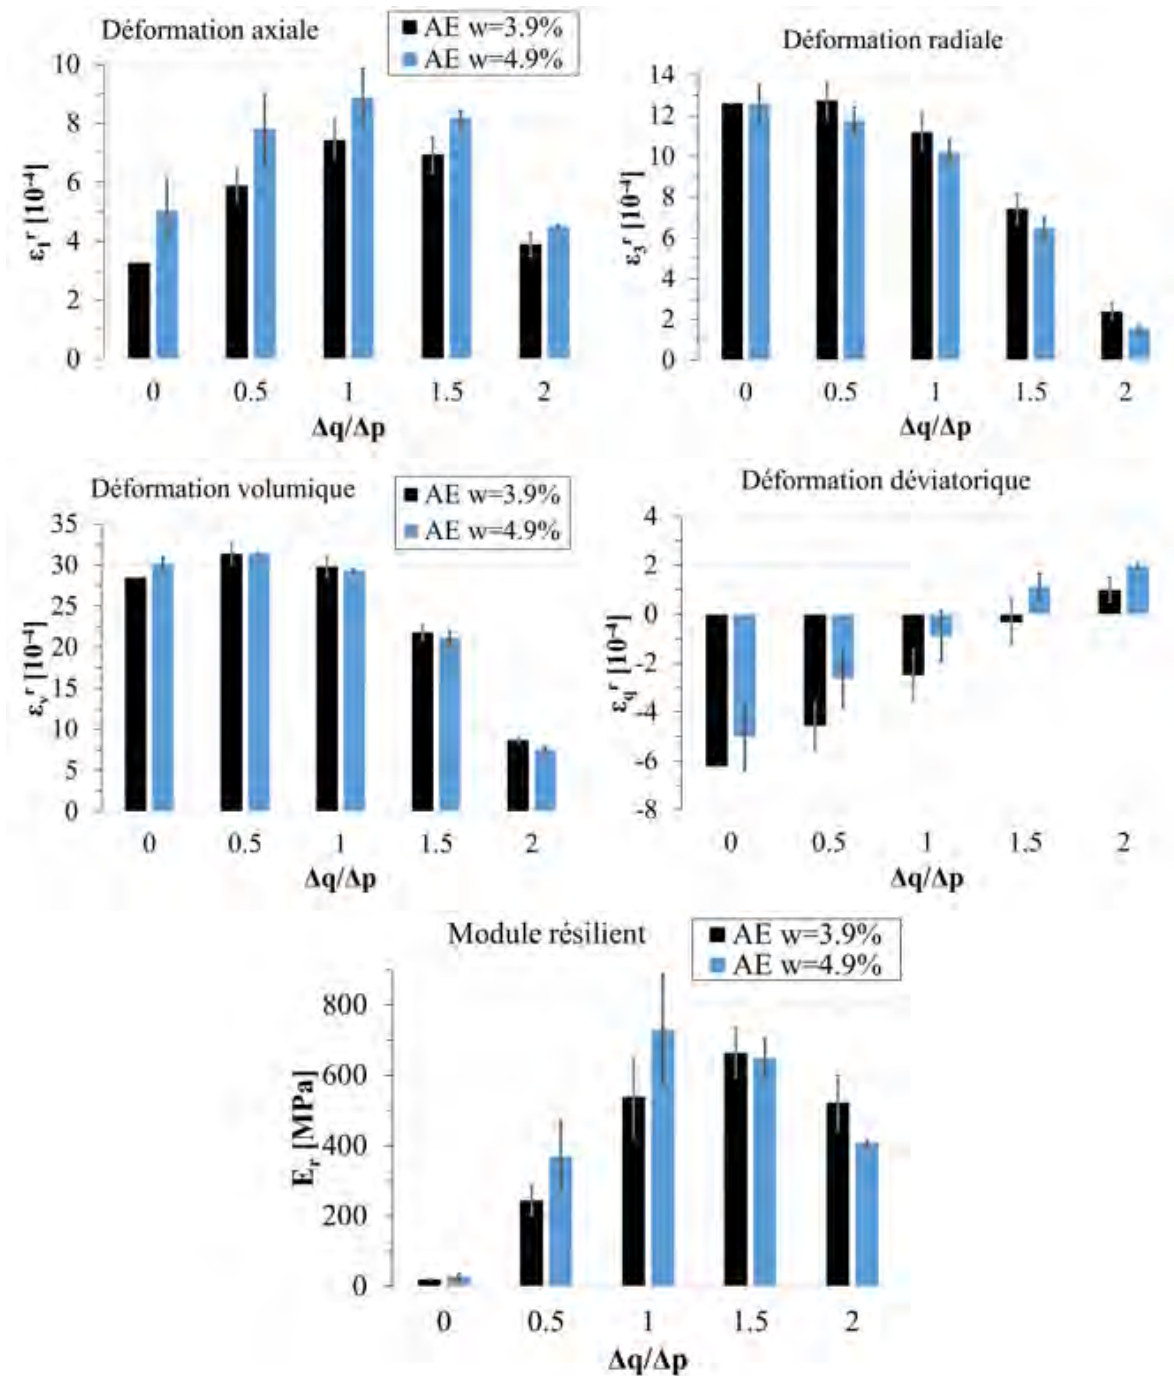 Déformation axiale
AE w=3.9%
AE w=4.9%
10
8
6
4
2
0
ε₁ʳ [10⁻⁴]
0 0.5 1 1.5 2
Δq/Δp
Déformation radiale
14
12
10
8
6
4
2
0
ε₃ʳ [10⁻⁴]
0 0.5 1 1.5 2
Δq/Δp
Déformation volumique
AE w=3.9%
AE w=4.9%
35
30
25
20
15
10
5
0
εᵥʳ [10⁻⁴]
0 0.5 1 1.5 2
Δq/Δp
Déformation déviatorique
4
2
0
-2
-4
-6
-8
ε_qʳ [10⁻⁴]
0 0.5 1 1.5 2
Δq/Δp
Module résilient
AE w=3.9%
AE w=4.9%
800
600
400
200
0
Eᵣ [MPa]
0 0.5 1 1.5 2
Δq/Δp